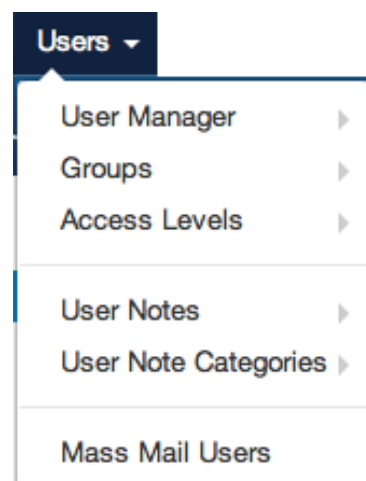 Users
User Manager
Groups
Access Levels
User Notes
User Note Categories
Mass Mail Users